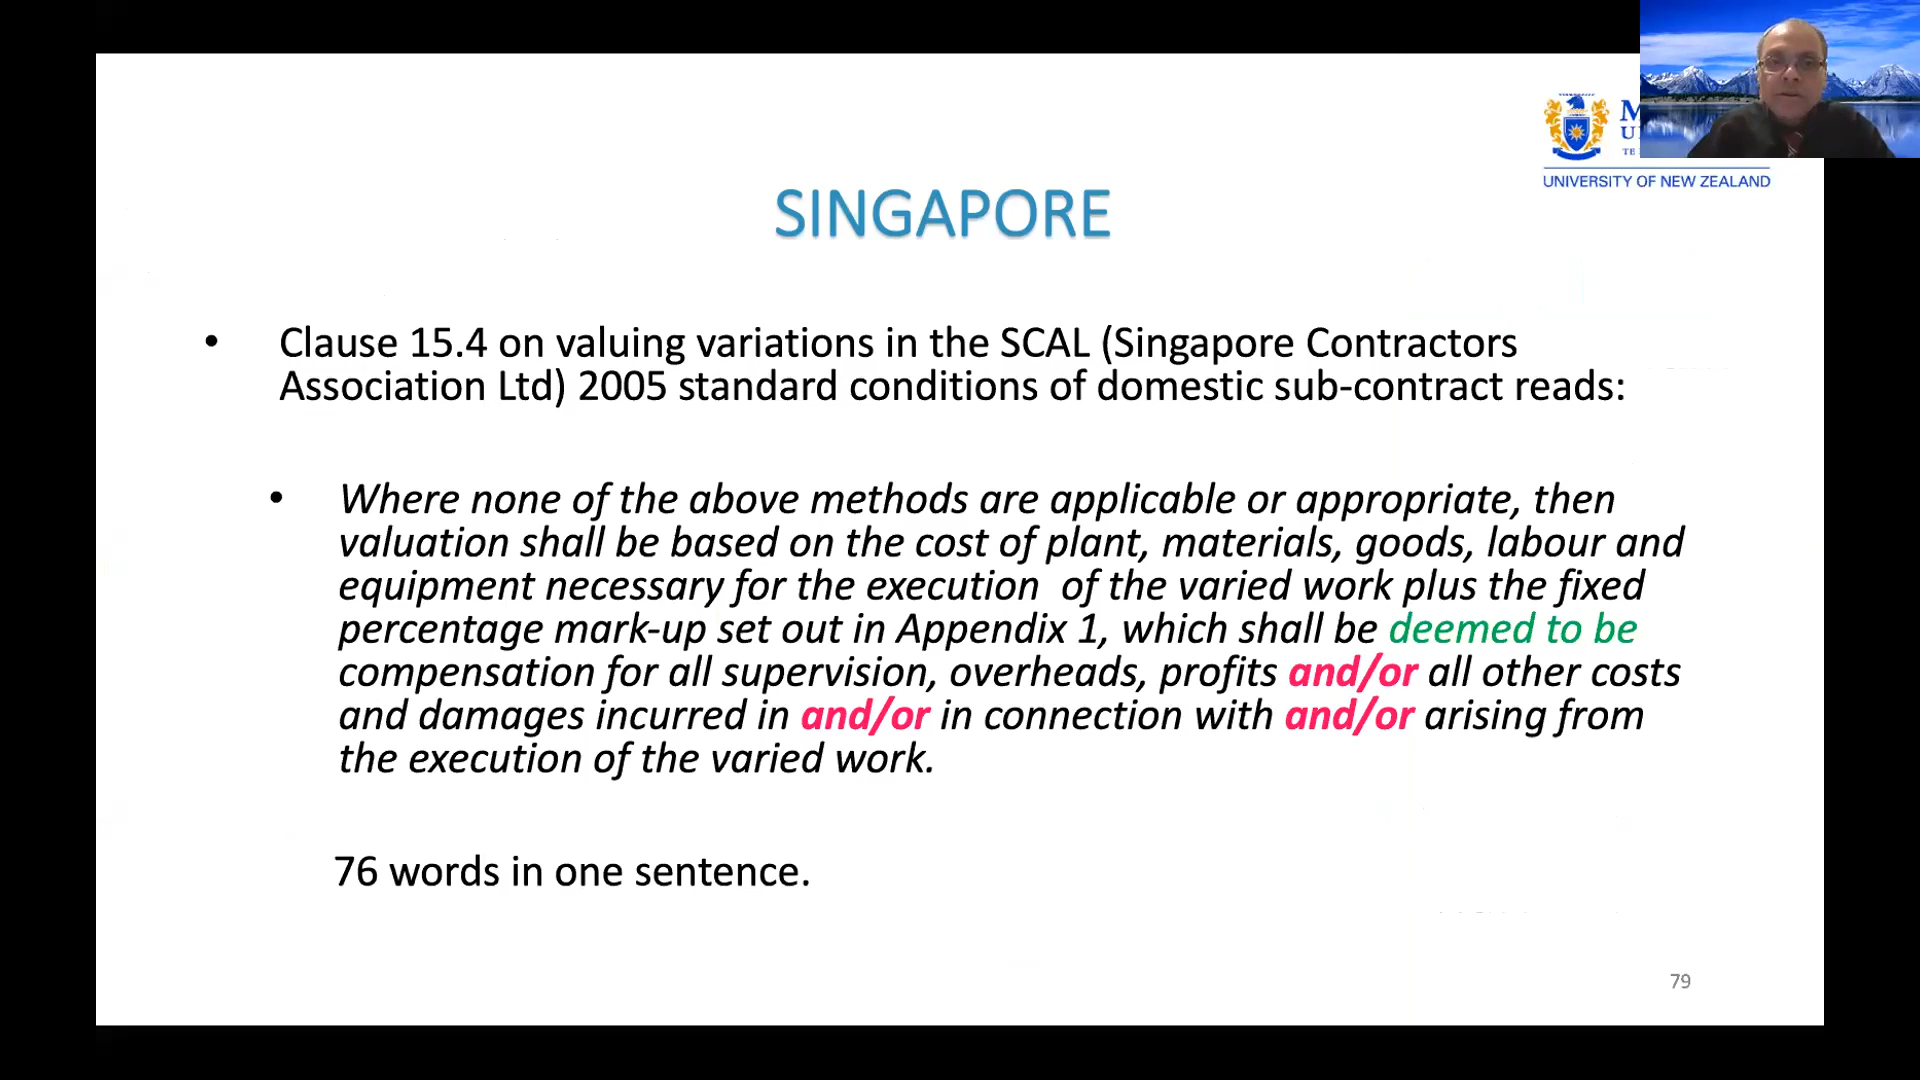 M
U
TE
UNIVERSITY OF NEW ZEALAND
SINGAPORE
• Clause 15.4 on valuing variations in the SCAL (Singapore Contractors
Association Ltd) 2005 standard conditions of domestic sub-contract reads:
• Where none of the above methods are applicable or appropriate, then
valuation shall be based on the cost of plant, materials, goods, labour and
equipment necessary for the execution of the varied work plus the fixed
percentage mark-up set out in Appendix 1, which shall be deemed to be
compensation for all supervision, overheads, profits and/or all other costs
and damages incurred in and/or in connection with and/or arising from
the execution of the varied work.
76 words in one sentence.
79